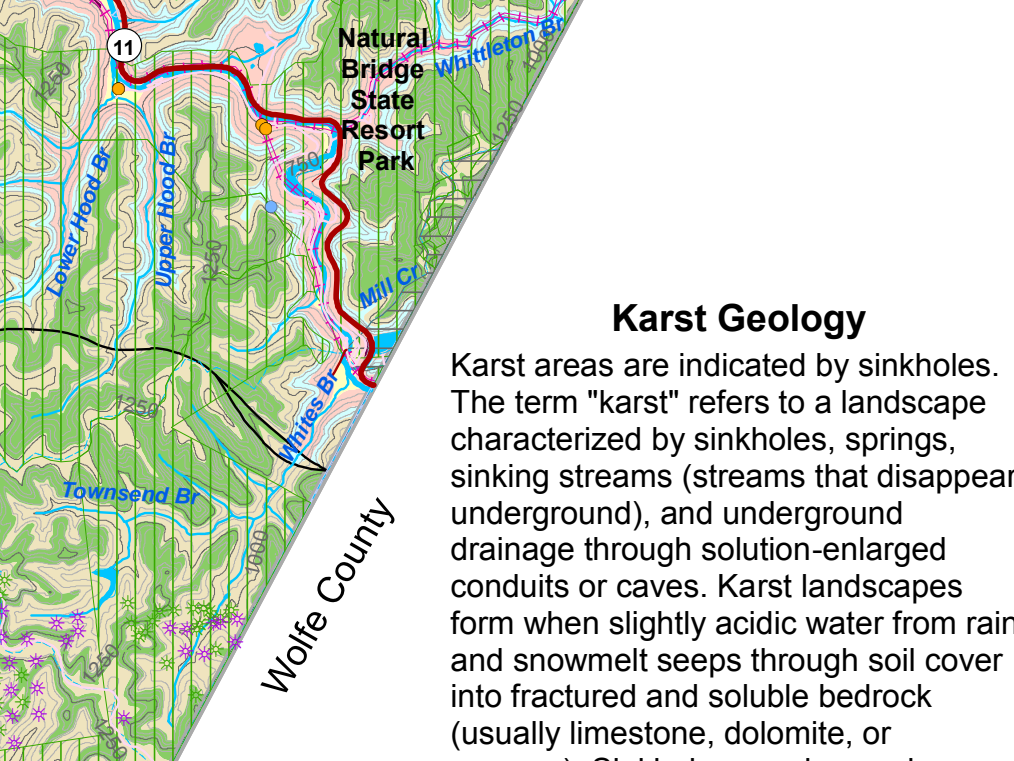 11
Natural
Bridge
State
Resort
Park
Whittleton Br
1000
1250
1250
750
Lower Hood Br
Upper Hood Br
1250
Mill Cr
1250
Whites Br
Townsend Br
1000
1250
1250
Wolfe County
Karst Geology
Karst areas are indicated by sinkholes.
The term "karst" refers to a landscape
characterized by sinkholes, springs,
sinking streams (streams that disappear
underground), and underground
drainage through solution-enlarged
conduits or caves. Karst landscapes
form when slightly acidic water from rain
and snowmelt seeps through soil cover
into fractured and soluble bedrock
(usually limestone, dolomite, or